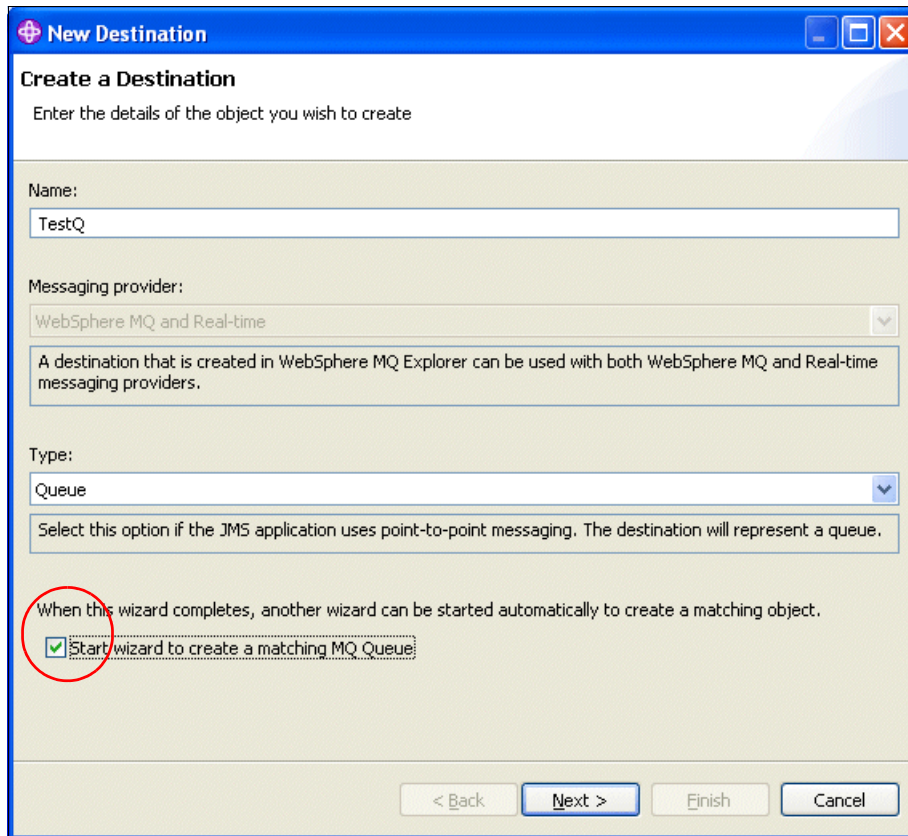 New Destination
Create a Destination
Enter the details of the object you wish to create
Name:
TestQ
Messaging provider:
WebSphere MQ and Real-time
A destination that is created in WebSphere MQ Explorer can be used with both WebSphere MQ and Real-time
messaging providers.
Type:
Queue
Select this option if the JMS application uses point-to-point messaging. The destination will represent a queue.
When this wizard completes, another wizard can be started automatically to create a matching object.
Start wizard to create a matching MQ Queue
< Back Next > Finish Cancel